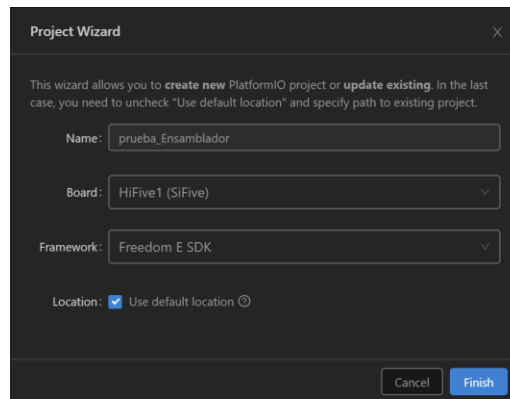 Project Wizard
This wizard allows you to create new PlatformIO project or update existing. In the last
case, you need to uncheck "Use default location" and specify path to existing project.
Name: prueba_Ensamblador
Board: HiFive1 (SiFive)
Framework: Freedom E SDK
Location: Use default location
Cancel Finish